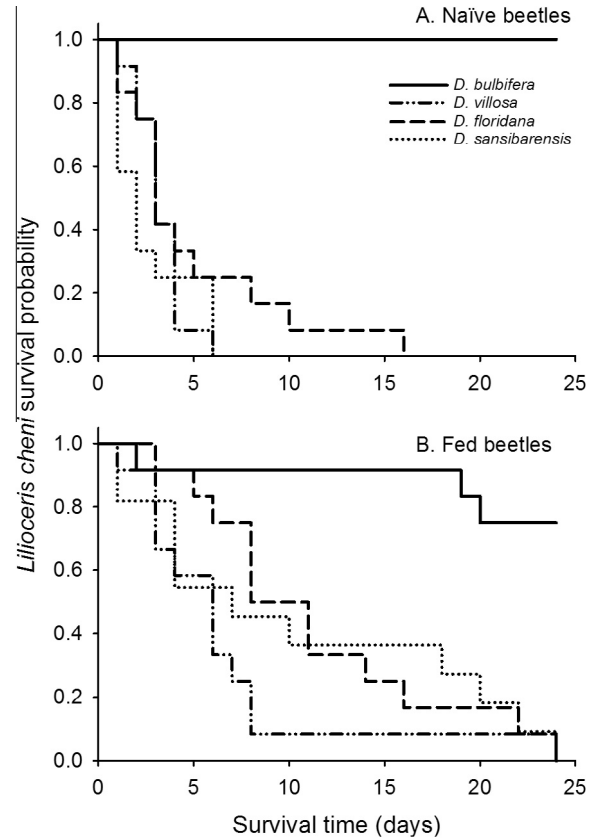 A. Naïve beetles
1.0
0.8
0.6
0.4
0.2
0.0
D. bulbifera
D. villosa
D. floridana
D. sansibarensis
0 5 10 15 20 25
Lilioceris cheni survival probability
B. Fed beetles
1.0
0.8
0.6
0.4
0.2
0.0
0 5 10 15 20 25
Survival time (days)